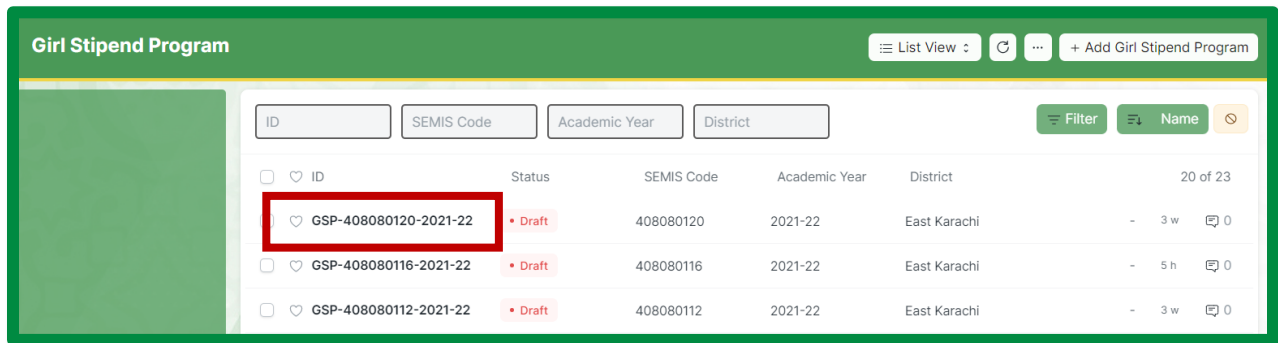 Girl Stipend Program List View ... + Add Girl Stipend Program
ID SEMIS Code Academic Year District Filter Name
ID Status SEMIS Code Academic Year District 20 of 23
GSP-408080120-2021-22 • Draft 408080120 2021-22 East Karachi - 3 w 0
GSP-408080116-2021-22 • Draft 408080116 2021-22 East Karachi - 5 h 0
GSP-408080112-2021-22 • Draft 408080112 2021-22 East Karachi - 3 w 0